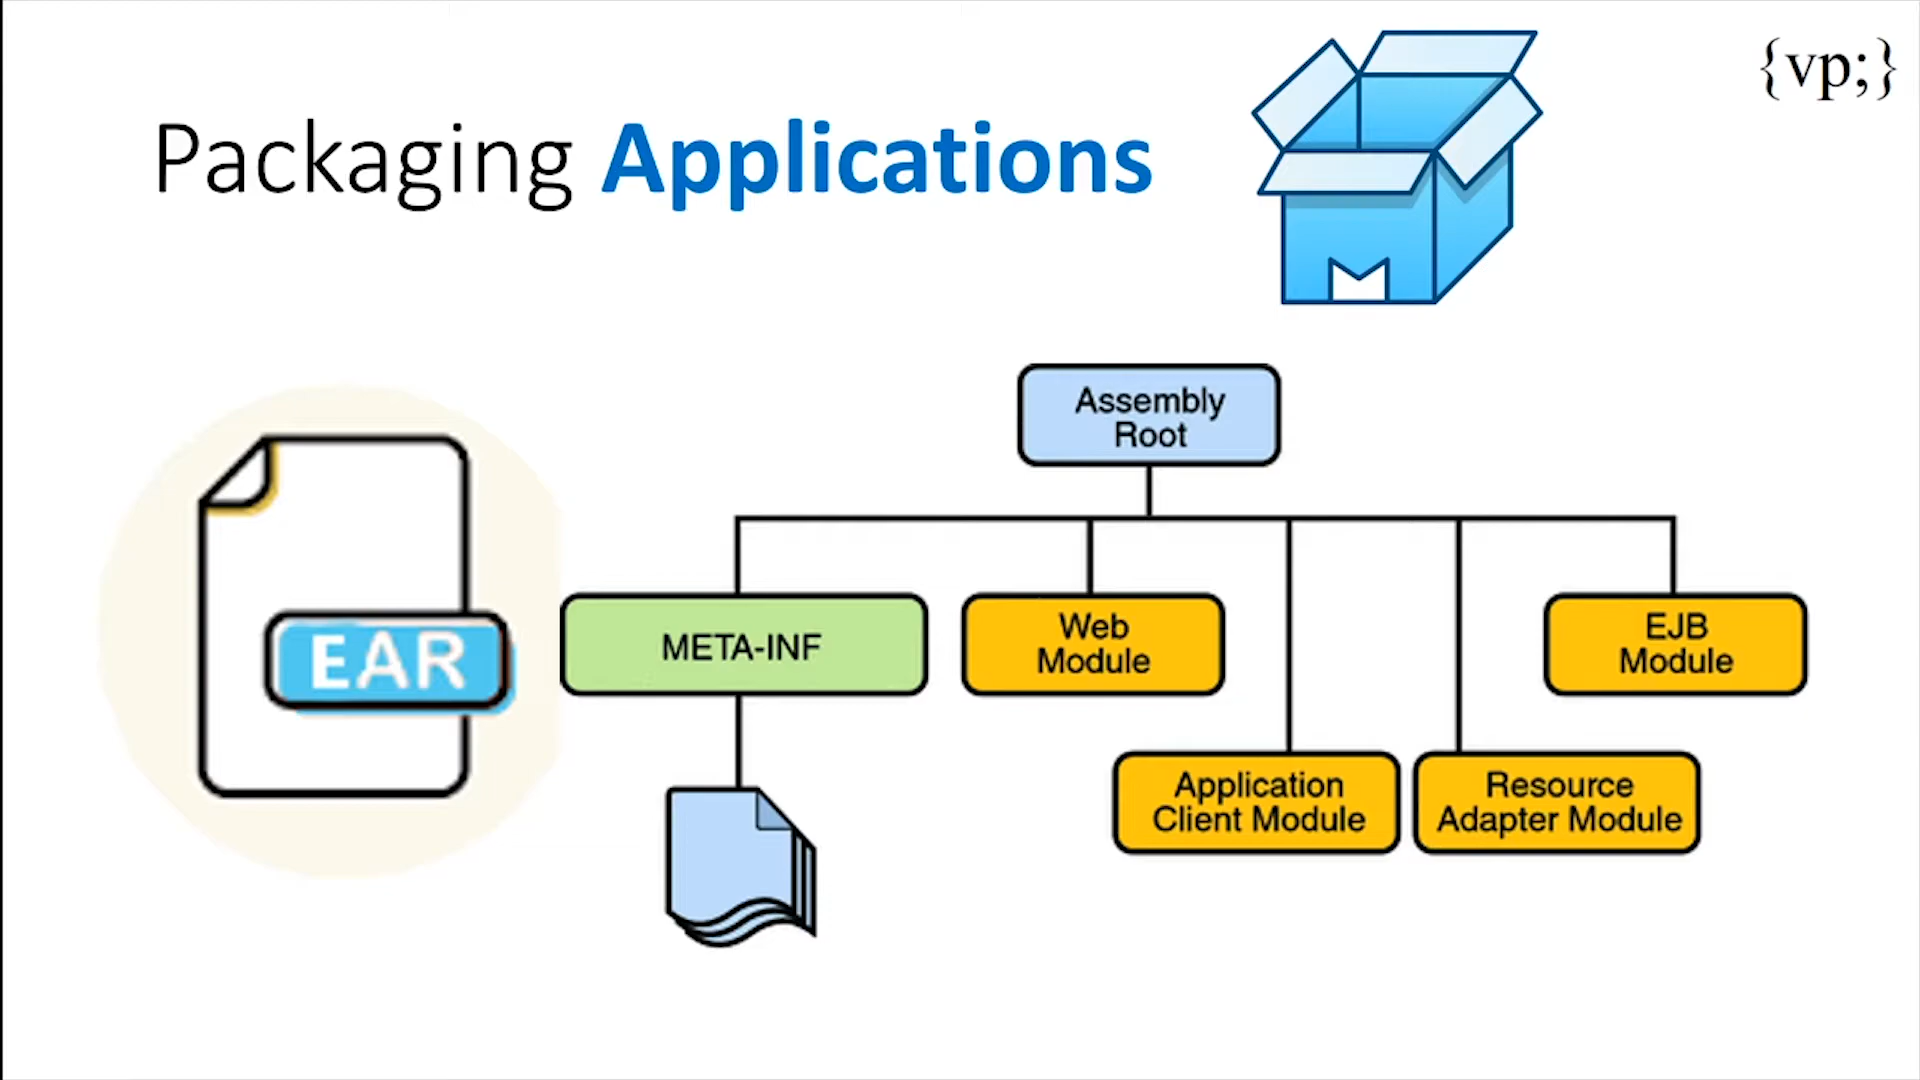 {vp;}
Packaging Applications
Assembly
Root
EAR
META-INF
Web
Module
EJB
Module
Application
Client Module
Resource
Adapter Module